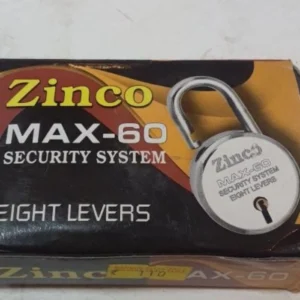 Zinco
MAX-60
SECURITY SYSTEM
EIGHT LEVERS
Zinco
MAX-60
SECURITY SYSTEM
EIGHT LEVERS
Zinco MAX-60